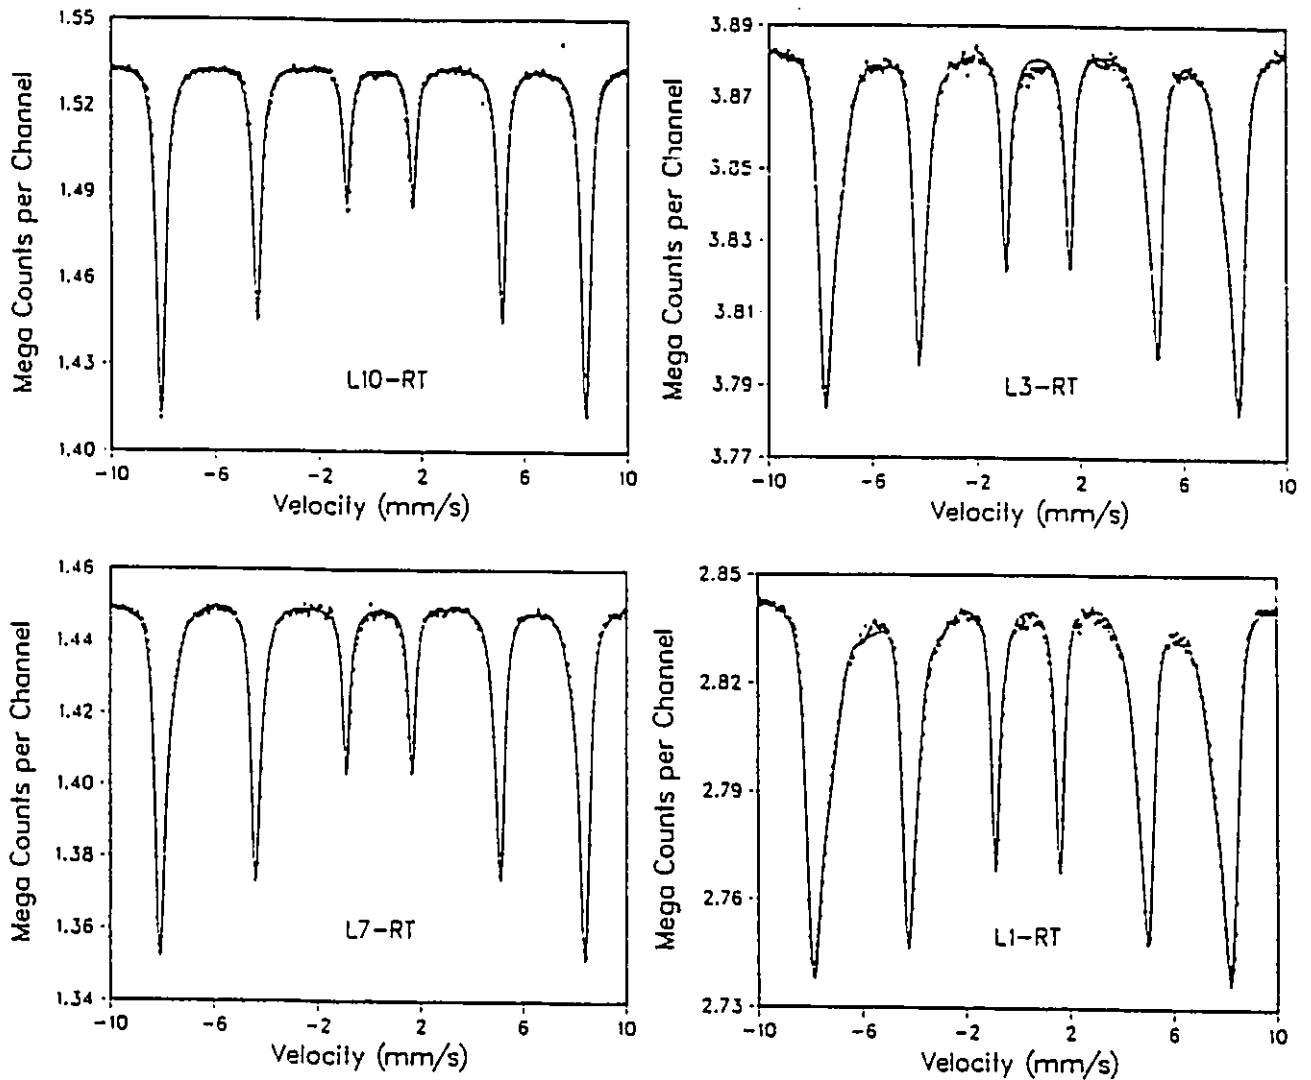 1.55
1.52
1.49
1.46
1.43
1.40
Mega Counts per Channel
L10-RT
-10 -6 -2 2 6 10
Velocity (mm/s)
3.89
3.87
3.85
3.83
3.81
3.79
3.77
Mega Counts per Channel
L3-RT
-10 -6 -2 2 6 10
Velocity (mm/s)
1.46
1.44
1.42
1.40
1.38
1.36
1.34
Mega Counts per Channel
L7-RT
-10 -6 -2 2 6 10
Velocity (mm/s)
2.85
2.82
2.79
2.76
2.73
Mega Counts per Channel
L1-RT
-10 -6 -2 2 6 10
Velocity (mm/s)